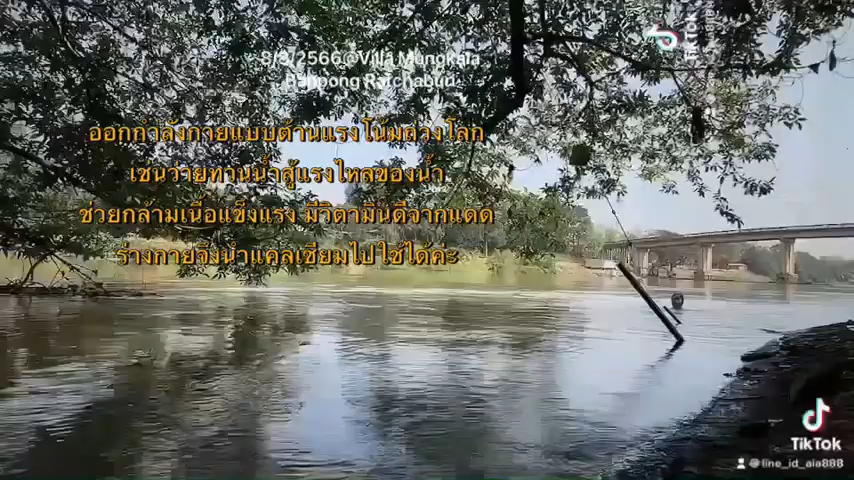 8/3/2566@Villa Mungkala
Banpong Ratchaburi
TikTok
ออกกำลังกายแบบต้านแรงโน้มถ่วงโลก
เช่นว่ายทานน้ำสู้แรงไหลของน้ำ
ช่วยกล้ามเนื้อแข็งแรง มีวิตามินดีจากแดด
ร่างกายจึงนำแคลเซียมไปใช้ได้ค่ะ
TikTok
@line_id_aia888